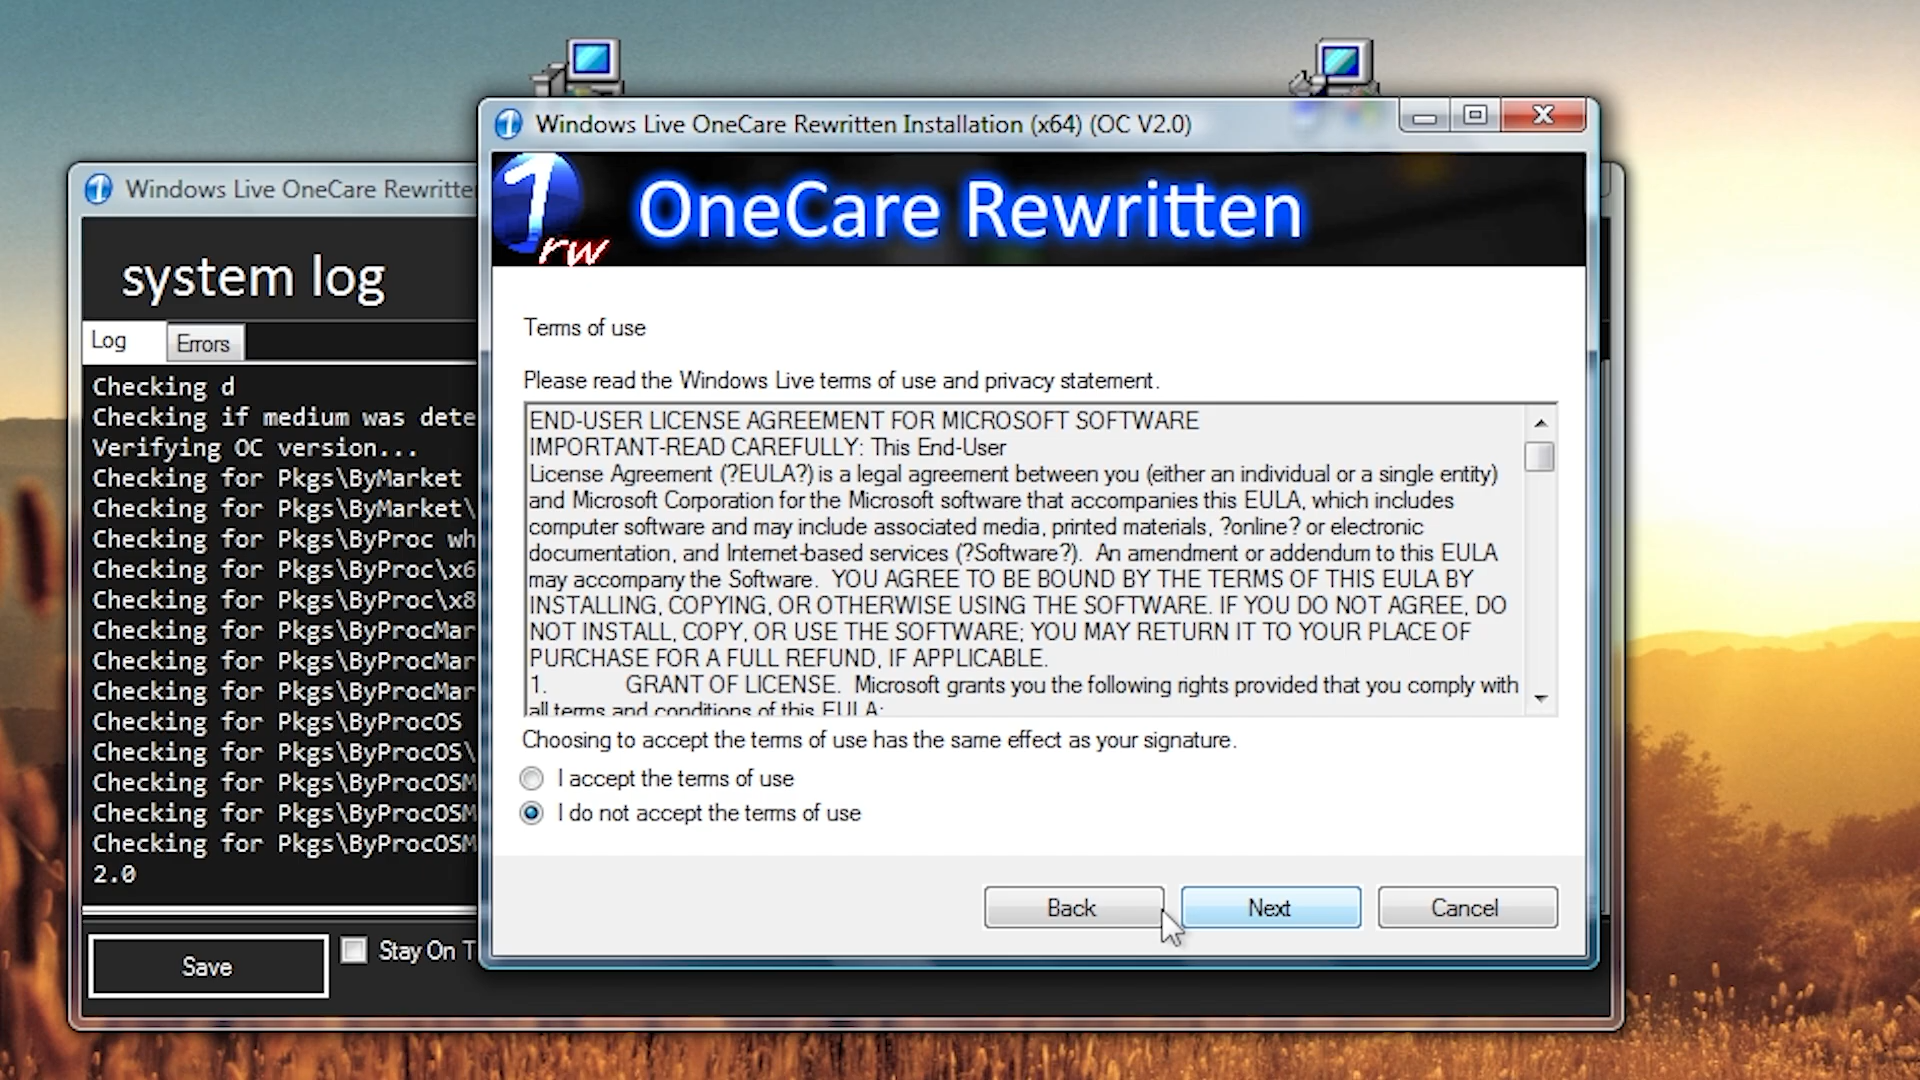 Windows Live OneCare Rewritten Installation (x64) (OC V2.0)
1rw
OneCare Rewritten
Terms of use
Please read the Windows Live terms of use and privacy statement.
END-USER LICENSE AGREEMENT FOR MICROSOFT SOFTWARE
IMPORTANT-READ CAREFULLY: This End-User
License Agreement (?EULA?) is a legal agreement between you (either an individual or a single entity)
and Microsoft Corporation for the Microsoft software that accompanies this EULA, which includes
computer software and may include associated media, printed materials, ?online? or electronic
documentation, and Internet-based services (?Software?).  An amendment or addendum to this EULA
may accompany the Software.  YOU AGREE TO BE BOUND BY THE TERMS OF THIS EULA BY
INSTALLING, COPYING, OR OTHERWISE USING THE SOFTWARE. IF YOU DO NOT AGREE, DO
NOT INSTALL, COPY, OR USE THE SOFTWARE; YOU MAY RETURN IT TO YOUR PLACE OF
PURCHASE FOR A FULL REFUND, IF APPLICABLE.
1. GRANT OF LICENSE.  Microsoft grants you the following rights provided that you comply with
all terms and conditions of this EULA:
Choosing to accept the terms of use has the same effect as your signature.
I accept the terms of use
I do not accept the terms of use
Back
Next
Cancel
Windows Live OneCare Rewritte
system log
Log
Errors
Checking d
Checking if medium was dete
Verifying OC version...
Checking for Pkgs\ByMarket
Checking for Pkgs\ByMarket\
Checking for Pkgs\ByProc wh
Checking for Pkgs\ByProc\x6
Checking for Pkgs\ByProc\x8
Checking for Pkgs\ByProcMar
Checking for Pkgs\ByProcMar
Checking for Pkgs\ByProcMar
Checking for Pkgs\ByProcOS
Checking for Pkgs\ByProcOS\
Checking for Pkgs\ByProcOSM
Checking for Pkgs\ByProcOSM
Checking for Pkgs\ByProcOSM
2.0
Save
Stay On T